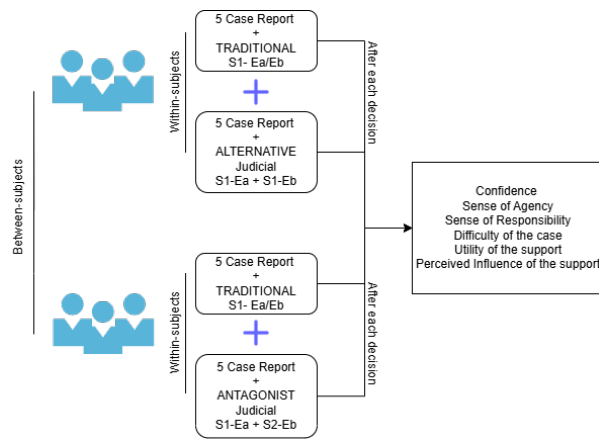 Between-subjects
Within-subjects
5 Case Report
+
TRADITIONAL
S1- Ea/Eb
+
5 Case Report
+
ALTERNATIVE
Judicial
S1-Ea + S1-Eb
After each decision
Within-subjects
5 Case Report
+
TRADITIONAL
S1- Ea/Eb
+
5 Case Report
+
ANTAGONIST
Judicial
S1-Ea + S2-Eb
After each decision
Confidence
Sense of Agency
Sense of Responsibility
Difficulty of the case
Utility of the support
Perceived Influence of the support